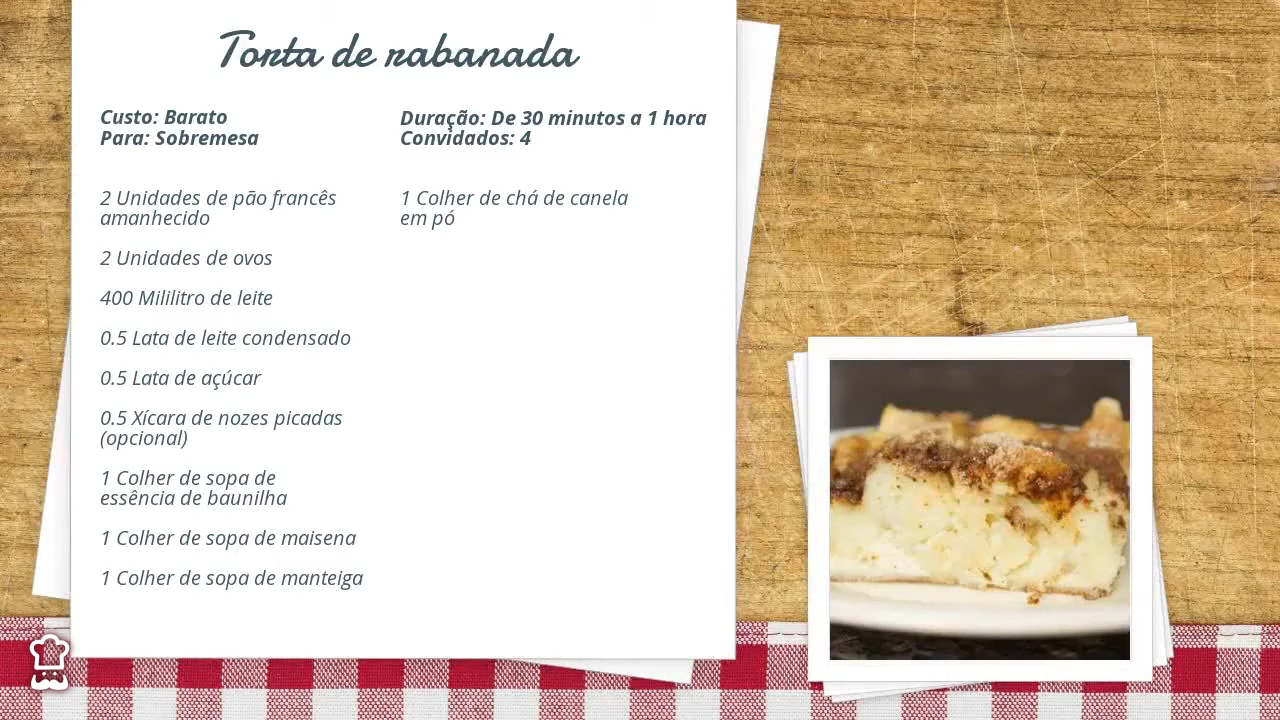 Torta de rabanada
Custo: Barato
Para: Sobremesa
Duração: De 30 minutos a 1 hora
Convidados: 4
2 Unidades de pão francês
amanhecido
2 Unidades de ovos
400 Mililitro de leite
0.5 Lata de leite condensado
0.5 Lata de açúcar
0.5 Xícara de nozes picadas
(opcional)
1 Colher de sopa de
essência de baunilha
1 Colher de sopa de maisena
1 Colher de sopa de manteiga
1 Colher de chá de canela
em pó